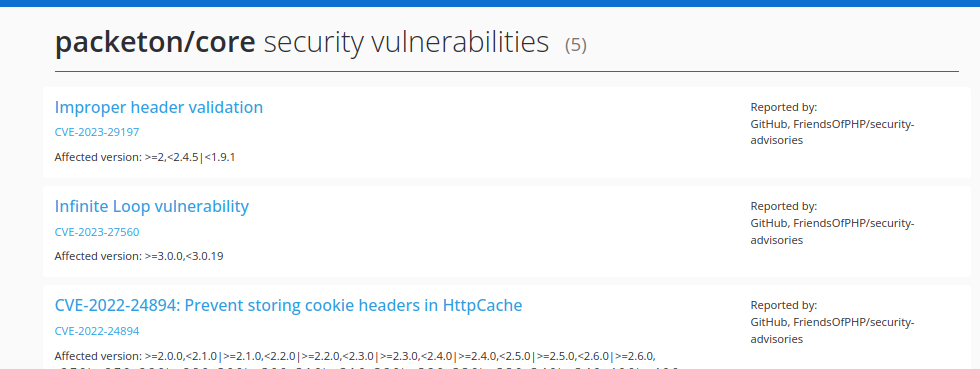 packeton/core security vulnerabilities (5)
Improper header validation
CVE-2023-29197
Affected version: >=2,<2.4.5|<1.9.1
Reported by:
GitHub, FriendsOfPHP/security-
advisories
Infinite Loop vulnerability
CVE-2023-27560
Affected version: >=3.0.0,<3.0.19
Reported by:
GitHub, FriendsOfPHP/security-
advisories
CVE-2022-24894: Prevent storing cookie headers in HttpCache
CVE-2022-24894
Affected version: >=2.0.0,<2.1.0|>=2.1.0,<2.2.0|>=2.2.0,<2.3.0|>=2.3.0,<2.4.0|>=2.4.0,<2.5.0|>=2.5.0,<2.6.0|>=2.6.0,
Reported by:
GitHub, FriendsOfPHP/security-
advisories